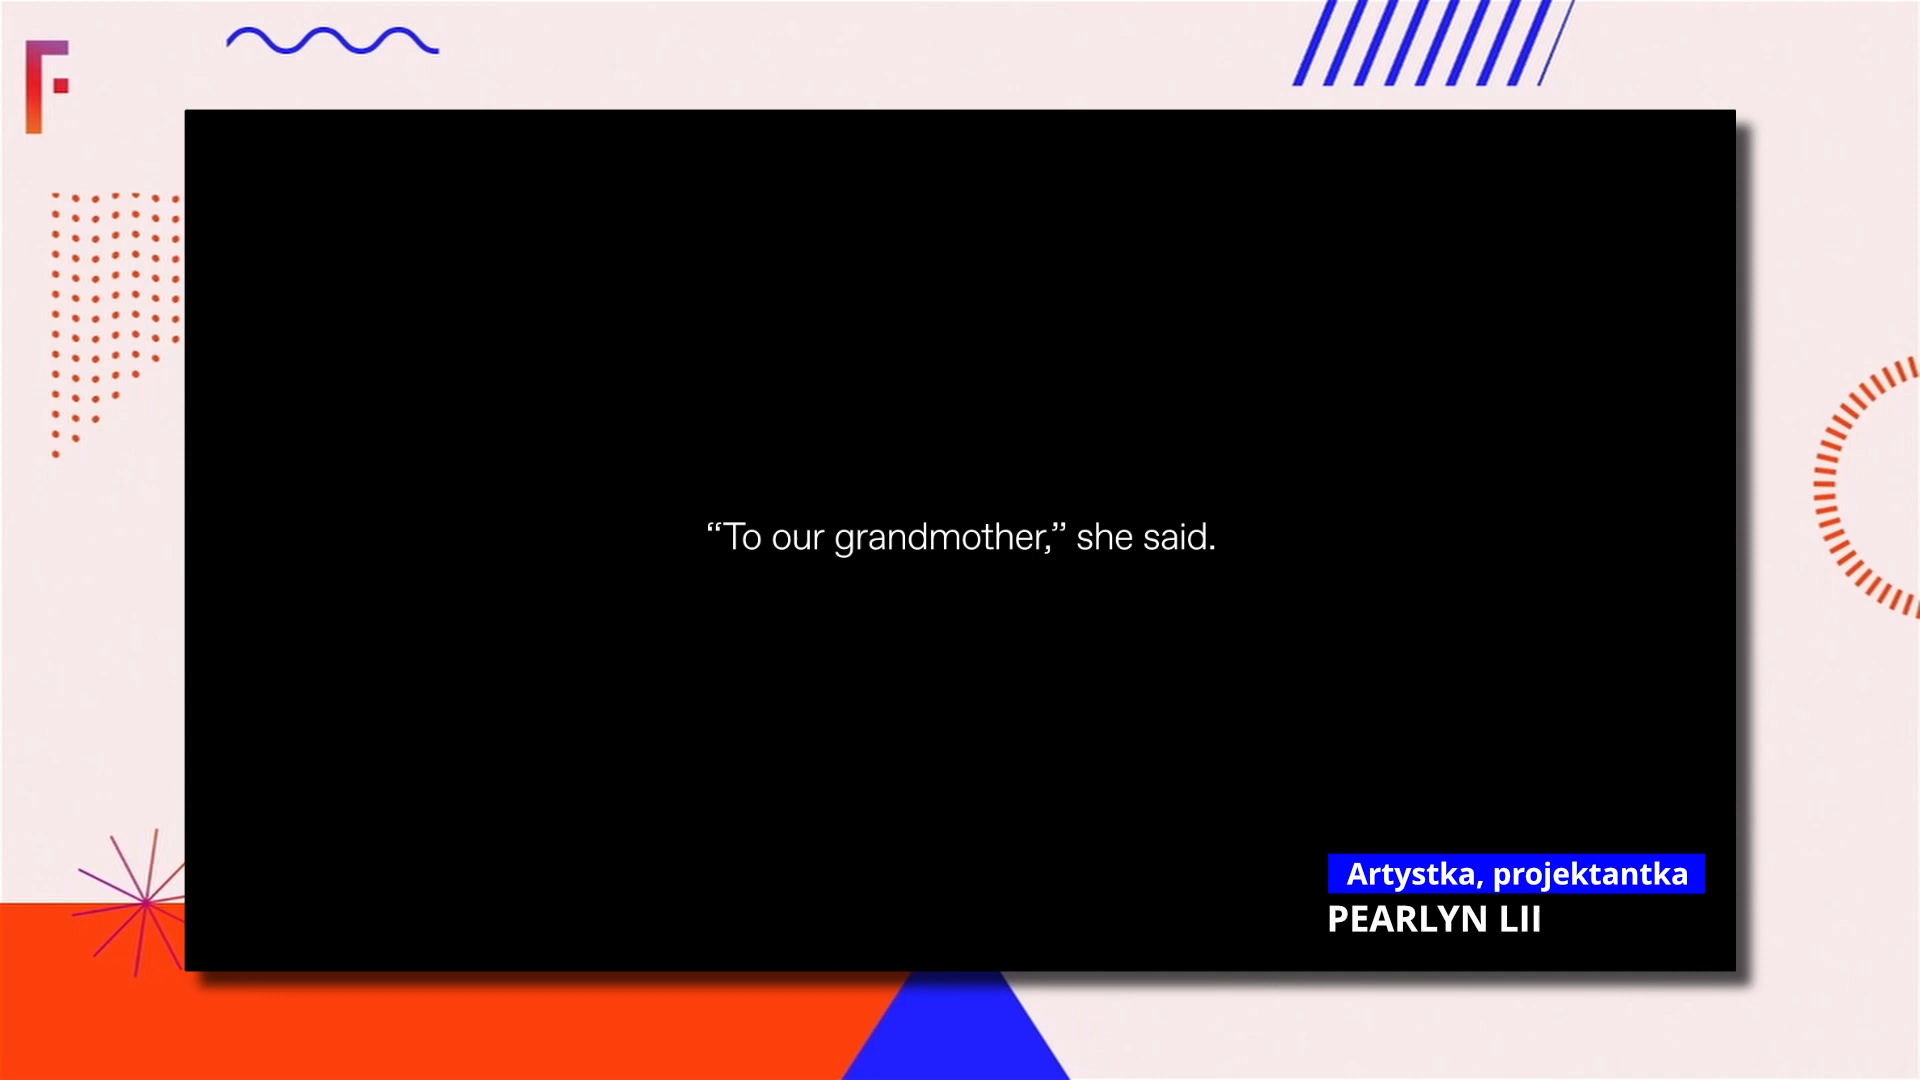 “To our grandmother,” she said.
Artystka, projektantka
PEARLYN LII